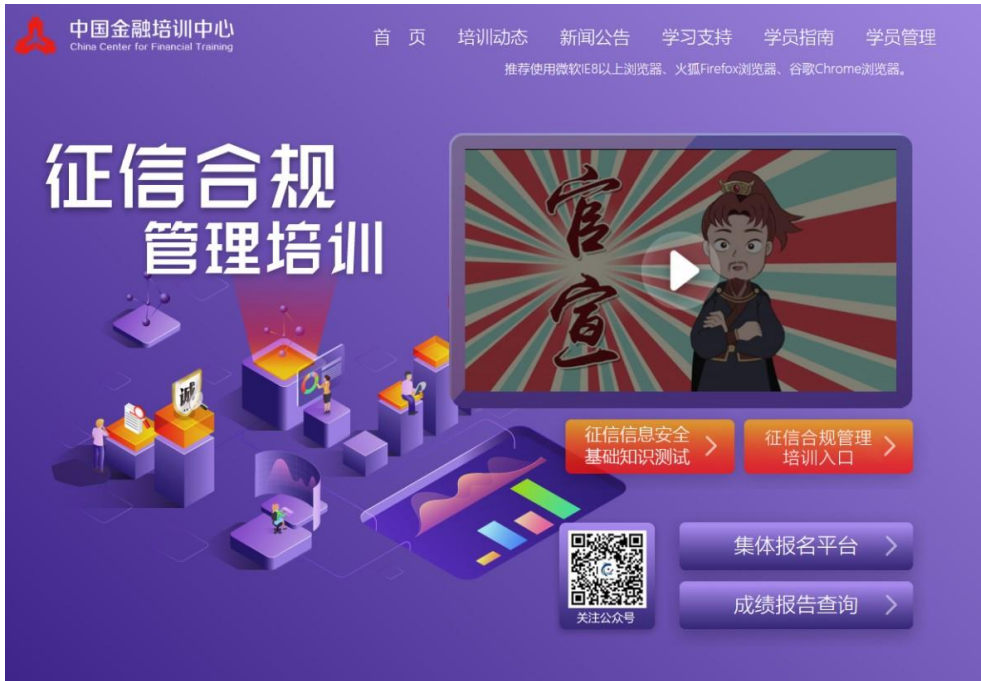 中国金融培训中心
China Center for Financial Training
首 页 培训动态 新闻公告 学习支持 学员指南 学员管理
推荐使用微软IE8以上浏览器、火狐Firefox浏览器、谷歌Chrome浏览器。
征信合规
管理培训
官宣
诚
征信信息安全
基础知识测试
征信合规管理
培训入口
关注公众号
集体报名平台
成绩报告查询